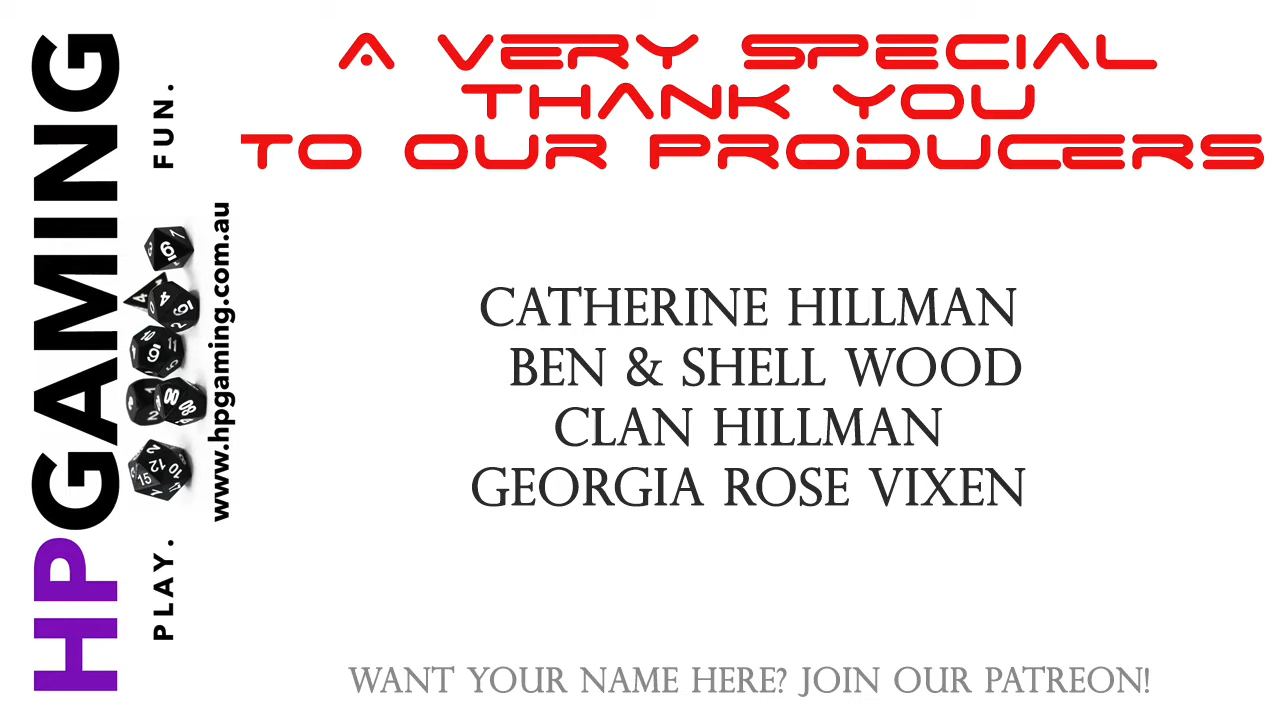 A VERY SPECIAL
THANK YOU
TO OUR PRODUCERS
CATHERINE HILLMAN
BEN & SHELL WOOD
CLAN HILLMAN
GEORGIA ROSE VIXEN
WANT YOUR NAME HERE? JOIN OUR PATREON!
HPGAMING
PLAY. FUN.
www.hpgaming.com.au